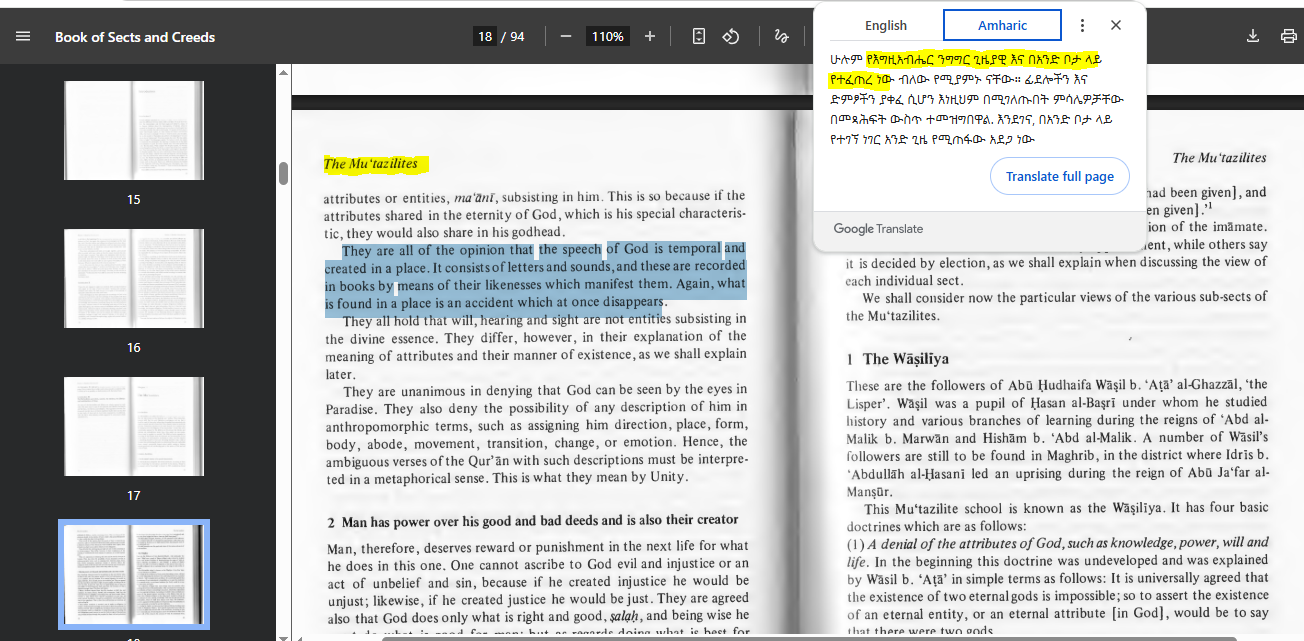 Book of Sects and Creeds
18 / 94
110%
15
16
17
The Mu‘tazilites
attributes or entities, ma‘ānī, subsisting in him. This is so because if the
attributes shared in the eternity of God, which is his special characteris-
tic, they would also share in his godhead.
They are all of the opinion that the speech of God is temporal and
created in a place. It consists of letters and sounds, and these are recorded
in books by means of their likenesses which manifest them. Again, what
is found in a place is an accident which at once disappears.
They all hold that will, hearing and sight are not entities subsisting in
the divine essence. They differ, however, in their explanation of the
meaning of attributes and their manner of existence, as we shall explain
later.
They are unanimous in denying that God can be seen by the eyes in
Paradise. They also deny the possibility of any description of him in
anthropomorphic terms, such as assigning him direction, place, form,
body, abode, movement, transition, change, or emotion. Hence, the
ambiguous verses of the Qur’ān with such descriptions must be interpre-
ted in a metaphorical sense. This is what they mean by Unity.
2 Man has power over his good and bad deeds and is also their creator
Man, therefore, deserves reward or punishment in the next life for what
he does in this one. One cannot ascribe to God evil and injustice or an
act of unbelief and sin, because if he created injustice he would be
unjust; likewise, if he created justice he would be just. They are agreed
also that God does only what is right and good, ṣalaḥ, and being wise he
English
Amharic
ሁሉም የእግዚአብሔር ንግግር ጊዜያዊ እና በአንድ ቦታ ላይ
የተፈጠረ ነው ብለው የሚያምኑ ናቸው። ፊደሎችን እና
ድምፆችን ያቀፈ ሲሆን እነዚህም በሚገለጡበት ምሳሌዎቻቸው
በመጻሕፍት ውስጥ ተመዝግበዋል. እንደገና, በአንድ ቦታ ላይ
የተገኘ ነገር አንድ ጊዜ የሚጠፋው አደጋ ነው
Translate full page
Google Translate
The Mu‘tazilites
had been given], and
en given].’1
ion of the imāmate.
ent, while others say
it is decided by election, as we shall explain when discussing the view of
each individual sect.
We shall consider now the particular views of the various sub-sects of
the Mu‘tazilites.
1 The Wāṣilīya
These are the followers of Abū Ḥudhaifa Wāṣil b. ‘Aṭā’ al-Ghazzāl, ‘the
Lisper’. Wāṣil was a pupil of Ḥasan al-Baṣrī under whom he studied
history and various branches of learning during the reigns of ‘Abd al-
Malik b. Marwān and Hishām b. ‘Abd al-Malik. A number of Wāṣil’s
followers are still to be found in Maghrib, in the district where Idrīs b.
‘Abdullāh al-Ḥasanī led an uprising during the reign of Abū Ja‘far al-
Manṣūr.
This Mu‘tazilite school is known as the Wāṣilīya. It has four basic
doctrines which are as follows:
(1) A denial of the attributes of God, such as knowledge, power, will and
life. In the beginning this doctrine was undeveloped and was explained
by Wāṣil b. ‘Aṭā’ in simple terms as follows: It is universally agreed that
the existence of two eternal gods is impossible; so to assert the existence
of an eternal entity, or an eternal attribute [in God], would be to say
that there were two gods.